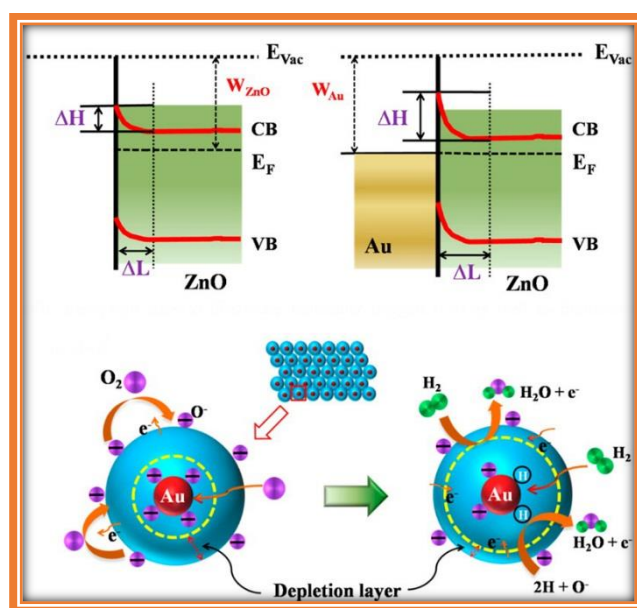 E_Vac
W_ZnO
ΔH
CB
E_F
VB
ΔL
ZnO
E_Vac
W_Au
ΔH
CB
E_F
Au
VB
ΔL
ZnO
O₂
O⁻
e⁻
Au
e⁻
H₂
H₂O + e⁻
e⁻
H
H₂
e⁻
Au
H
e⁻
H₂O + e⁻
Depletion layer
2H + O⁻